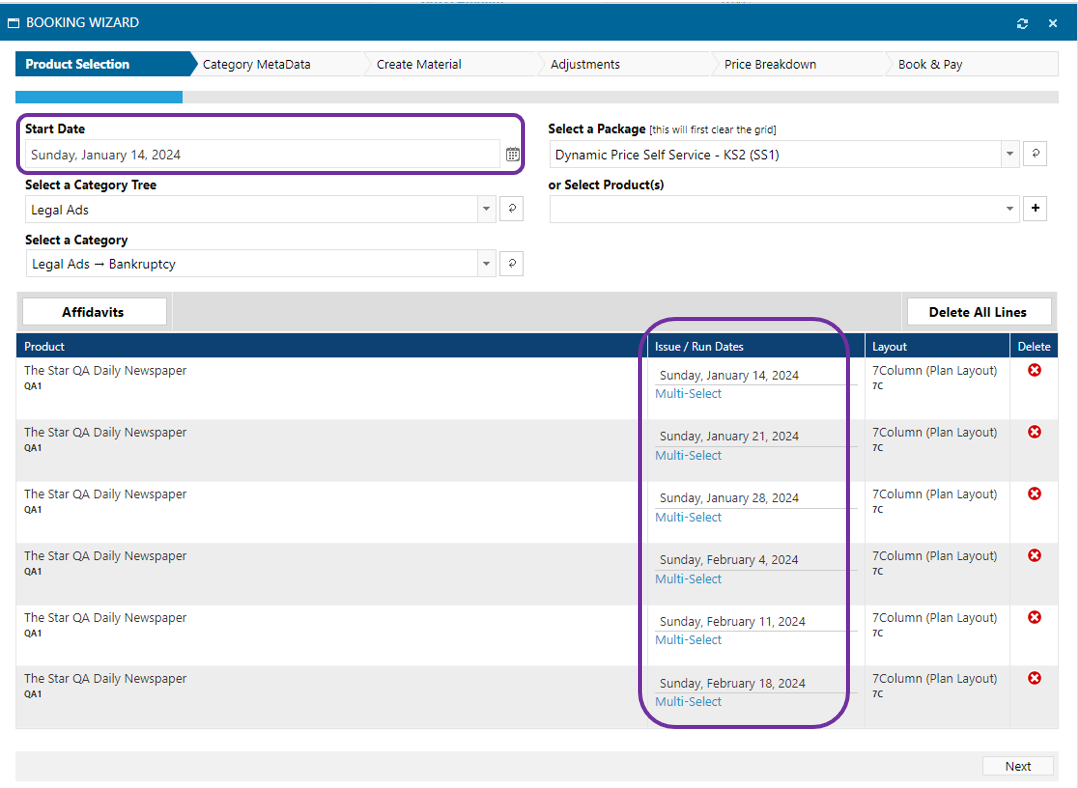 BOOKING WIZARD
Product Selection Category MetaData Create Material Adjustments Price Breakdown Book & Pay
Start Date
Sunday, January 14, 2024
Select a Category Tree
Legal Ads
Select a Category
Legal Ads → Bankruptcy
Select a Package [this will first clear the grid]
Dynamic Price Self Service - KS2 (SS1)
or Select Product(s)
Affidavits Delete All Lines
Product Issue / Run Dates Layout Delete
The Star QA Daily Newspaper Sunday, January 14, 2024 7Column (Plan Layout)
QA1 Multi-Select 7C
The Star QA Daily Newspaper Sunday, January 21, 2024 7Column (Plan Layout)
QA1 Multi-Select 7C
The Star QA Daily Newspaper Sunday, January 28, 2024 7Column (Plan Layout)
QA1 Multi-Select 7C
The Star QA Daily Newspaper Sunday, February 4, 2024 7Column (Plan Layout)
QA1 Multi-Select 7C
The Star QA Daily Newspaper Sunday, February 11, 2024 7Column (Plan Layout)
QA1 Multi-Select 7C
The Star QA Daily Newspaper Sunday, February 18, 2024 7Column (Plan Layout)
QA1 Multi-Select 7C
Next